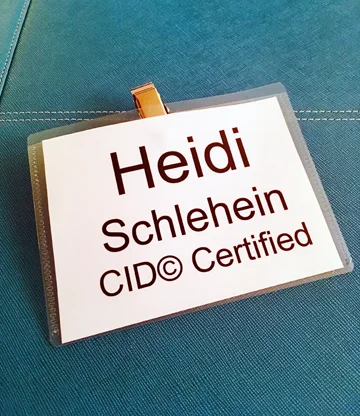 Heidi
Schlehein
CID© Certified